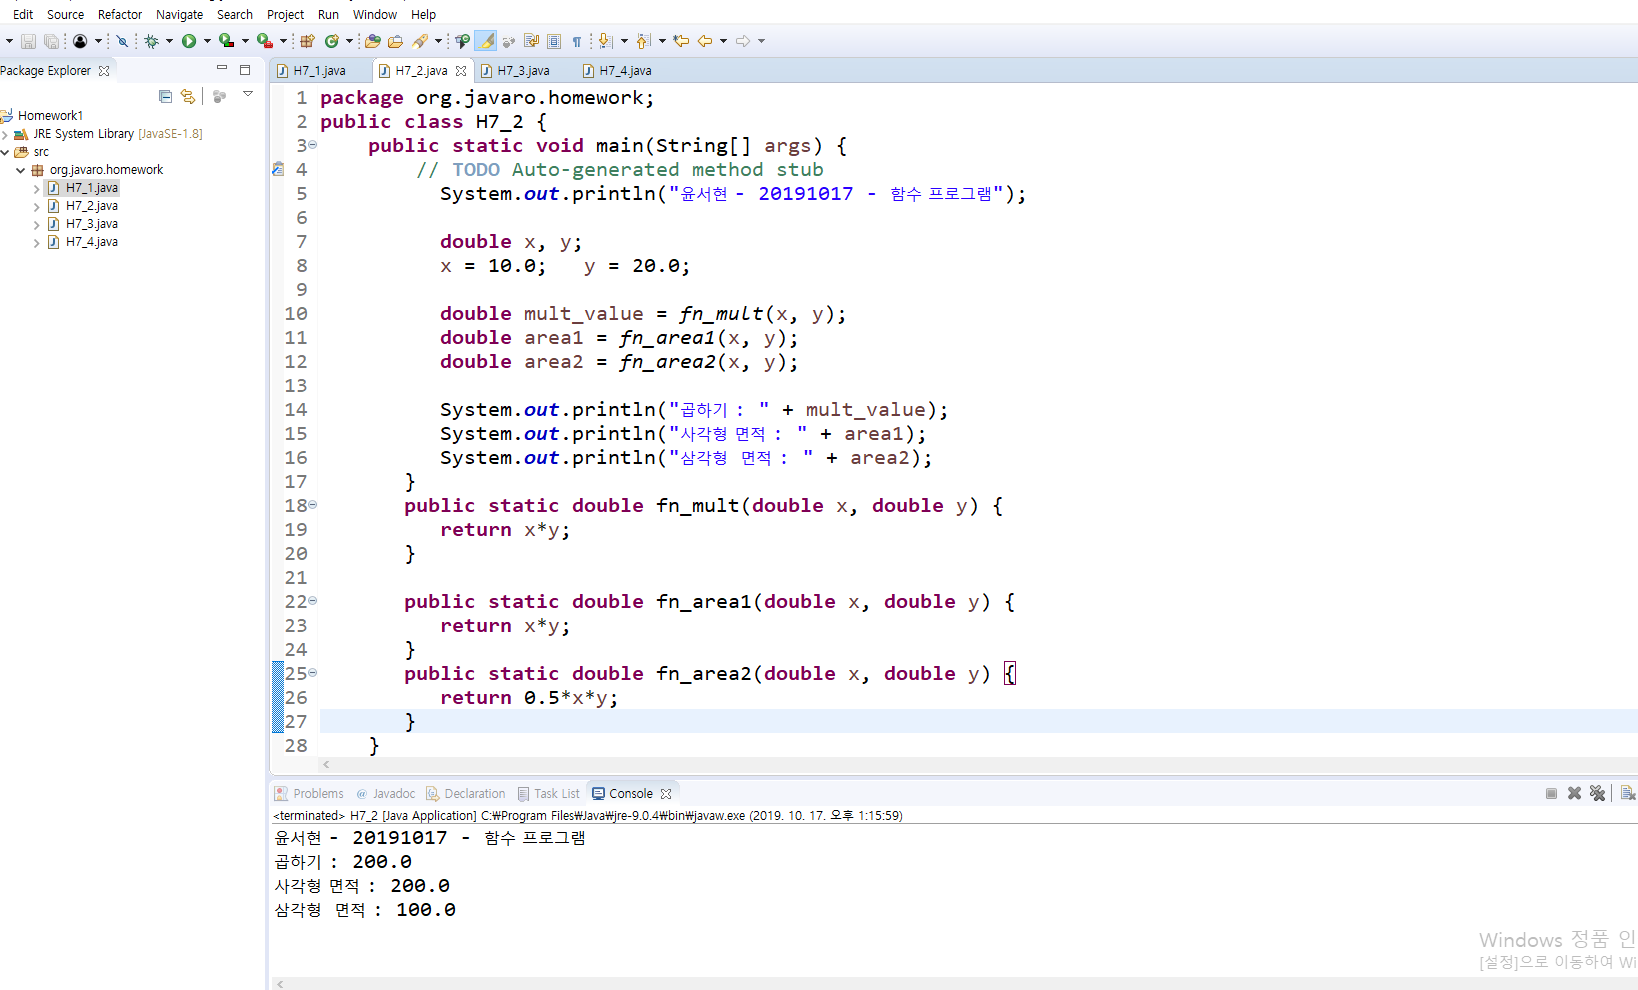 Edit Source Refactor Navigate Search Project Run Window Help
Package Explorer
H7_1.java H7_2.java H7_3.java H7_4.java
Homework1
JRE System Library [JavaSE-1.8]
src
org.javaro.homework
H7_1.java
H7_2.java
H7_3.java
H7_4.java
1 package org.javaro.homework;
2 public class H7_2 {
3 public static void main(String[] args) {
4 // TODO Auto-generated method stub
5 System.out.println("윤서현 - 20191017 - 함수 프로그램");
6
7 double x, y;
8 x = 10.0; y = 20.0;
9
10 double mult_value = fn_mult(x, y);
11 double area1 = fn_area1(x, y);
12 double area2 = fn_area2(x, y);
13
14 System.out.println("곱하기 : " + mult_value);
15 System.out.println("사각형 면적 : " + area1);
16 System.out.println("삼각형 면적 : " + area2);
17 }
18 public static double fn_mult(double x, double y) {
19 return x*y;
20 }
21
22 public static double fn_area1(double x, double y) {
23 return x*y;
24 }
25 public static double fn_area2(double x, double y) {
26 return 0.5*x*y;
27 }
28 }
Problems Javadoc Declaration Task List Console
<terminated> H7_2 [Java Application] C:₩Program Files₩Java₩jre-9.0.4₩bin₩javaw.exe (2019. 10. 17. 오후 1:15:59)
윤서현 - 20191017 - 함수 프로그램
곱하기 : 200.0
사각형 면적 : 200.0
삼각형 면적 : 100.0
Windows 정품 인
[설정]으로 이동하여 Wi